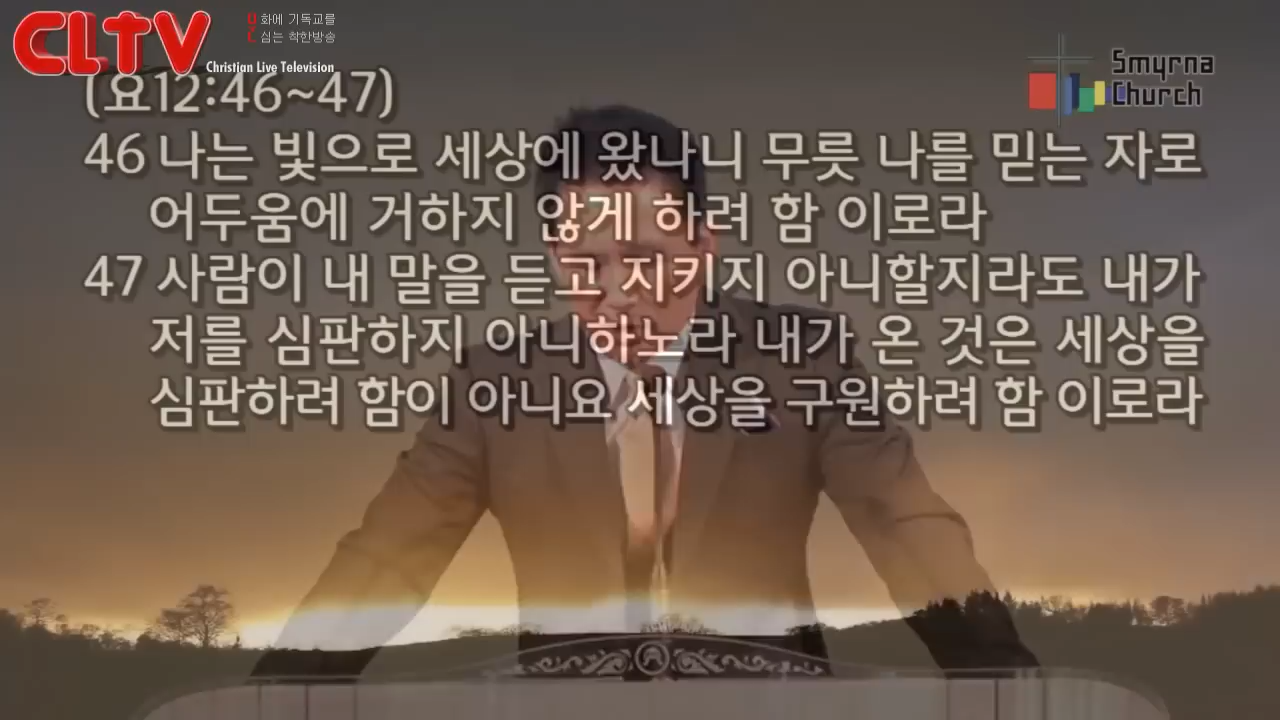 CLTV
문화에 기독교를
심는 착한방송
Christian Live Television
Smyrna
Church
(요12:46~47)
46 나는 빛으로 세상에 왔나니 무릇 나를 믿는 자로
어두움에 거하지 않게 하려 함 이로라
47 사람이 내 말을 듣고 지키지 아니할지라도 내가
저를 심판하지 아니하노라 내가 온 것은 세상을
심판하려 함이 아니요 세상을 구원하려 함 이로라